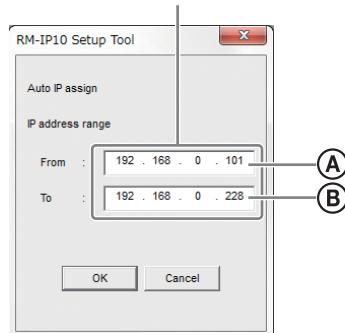 RM-IP10 Setup Tool
Auto IP assign
IP address range
From : 192 . 168 . 0 . 101 A
To : 192 . 168 . 0 . 228 B
OK Cancel